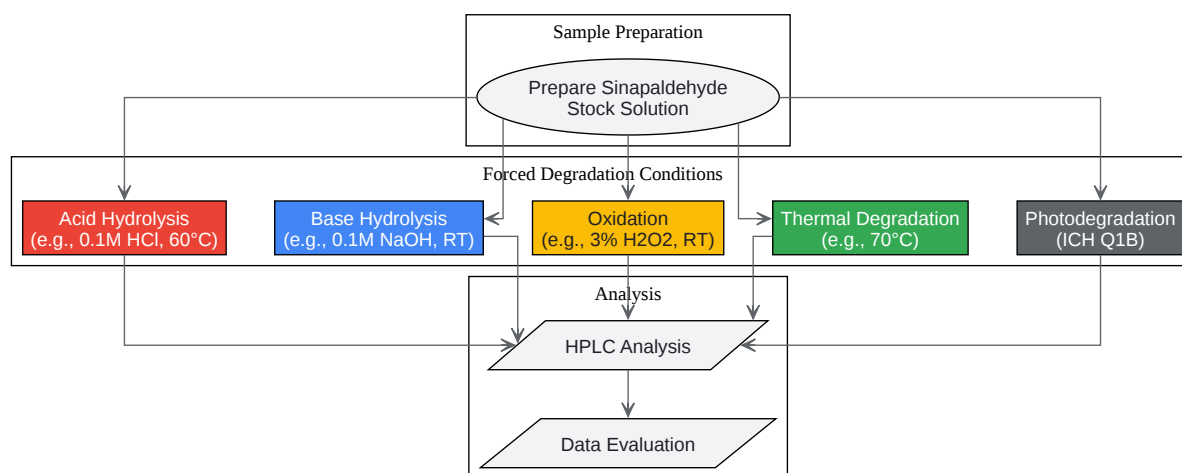 Sample Preparation
Prepare Sinapaldehyde
Stock Solution
Forced Degradation Conditions
Acid Hydrolysis
(e.g., 0.1M HCl, 60°C)
Base Hydrolysis
(e.g., 0.1M NaOH, RT)
Oxidation
(e.g., 3% H2O2, RT)
Thermal Degradation
(e.g., 70°C)
Photodegradation
(ICH Q1B)
Analysis
HPLC Analysis
Data Evaluation